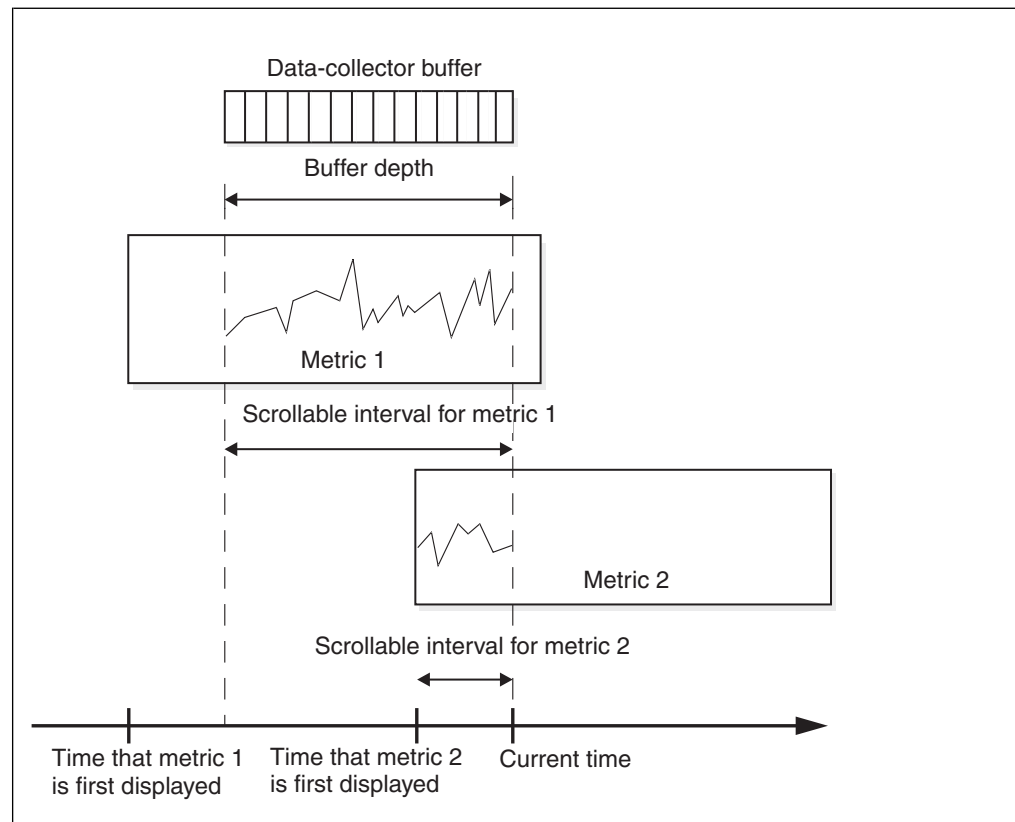 Data-collector buffer
Buffer depth
Metric 1
Scrollable interval for metric 1
Metric 2
Scrollable interval for metric 2
Time that metric 1
is first displayed
Time that metric 2
is first displayed
Current time